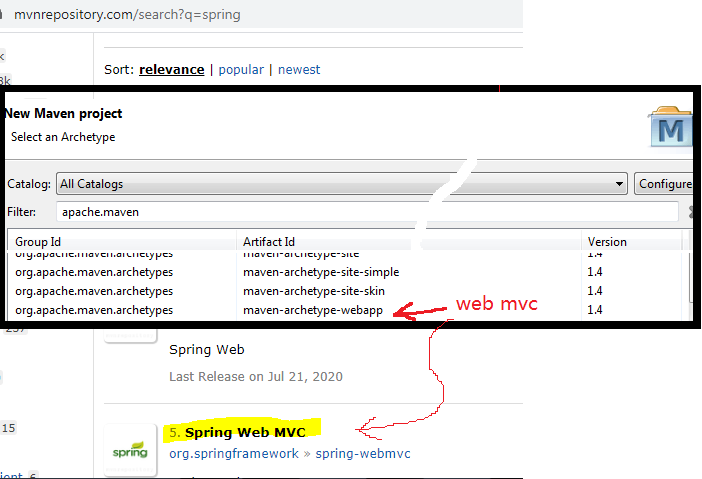 mvnrepository.com/search?q=spring
Sort: relevance | popular | newest
New Maven project
Select an Archetype
Catalog: All Catalogs Configure
Filter: apache.maven
Group Id Artifact Id Version
org.apache.maven.archetypes maven-archetype-site 1.4
org.apache.maven.archetypes maven-archetype-site-simple 1.4
org.apache.maven.archetypes maven-archetype-site-skin 1.4
org.apache.maven.archetypes maven-archetype-webapp 1.4
web mvc
Spring Web
Last Release on Jul 21, 2020
15
5. Spring Web MVC
spring
org.springframework » spring-webmvc